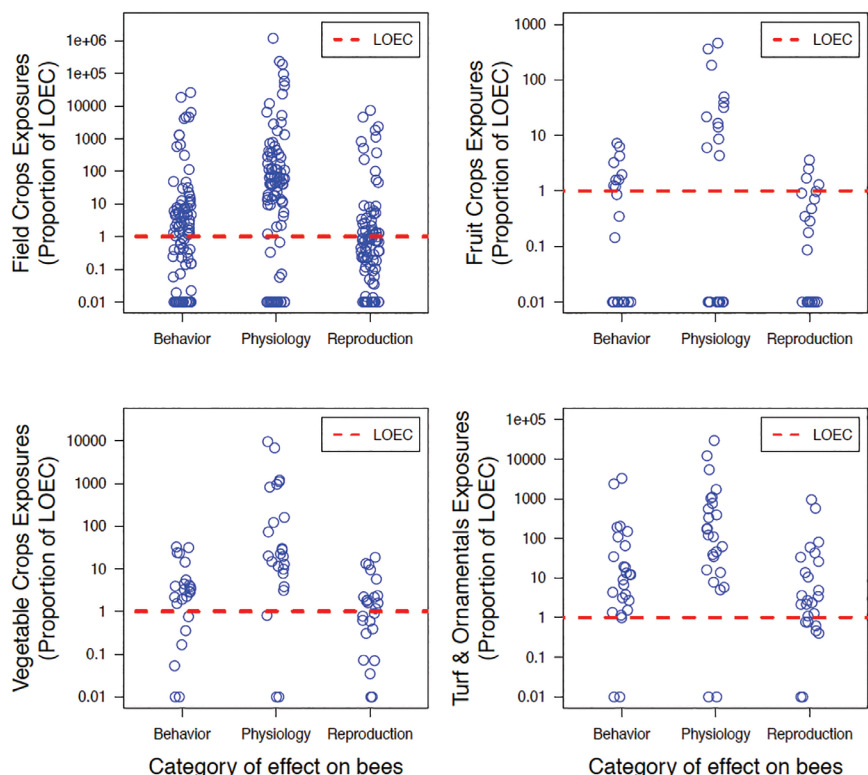 Field Crops Exposures
(Proportion of LOEC)
1e+06
1e+05
10000
1000
100
10
1
0.1
0.01
LOEC
Behavior Physiology Reproduction
Fruit Crops Exposures
(Proportion of LOEC)
1000
100
10
1
0.1
0.01
LOEC
Behavior Physiology Reproduction
Vegetable Crops Exposures
(Proportion of LOEC)
10000
1000
100
10
1
0.1
0.01
LOEC
Behavior Physiology Reproduction
Category of effect on bees
Turf & Ornamentals Exposures
(Proportion of LOEC)
1e+05
10000
1000
100
10
1
0.1
0.01
LOEC
Behavior Physiology Reproduction
Category of effect on bees